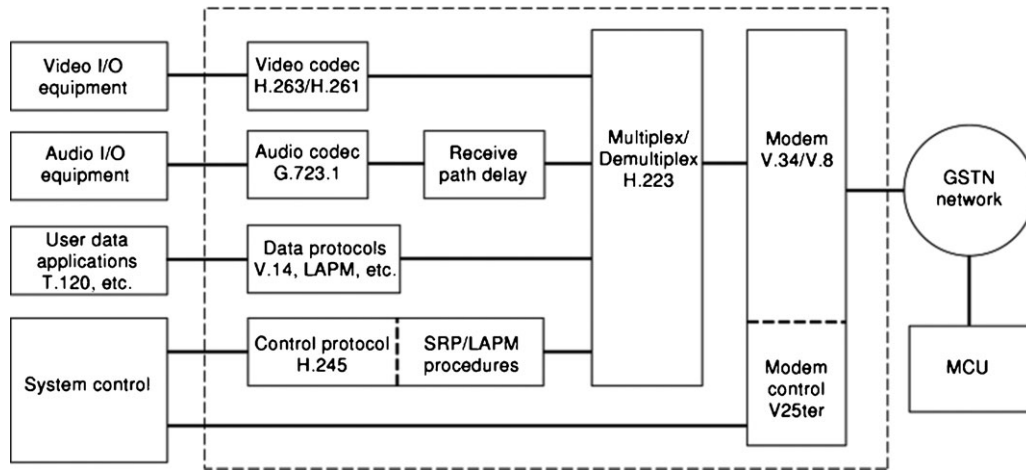 Video I/O
equipment
Video codec
H.263/H.261
Audio I/O
equipment
Audio codec
G.723.1
Receive
path delay
Multiplex/
Demultiplex
H.223
Modem
V.34/V.8
GSTN
network
User data
applications
T.120, etc.
Data protocols
V.14, LAPM, etc.
System control
Control protocol
H.245
SRP/LAPM
procedures
Modem
control
V25ter
MCU